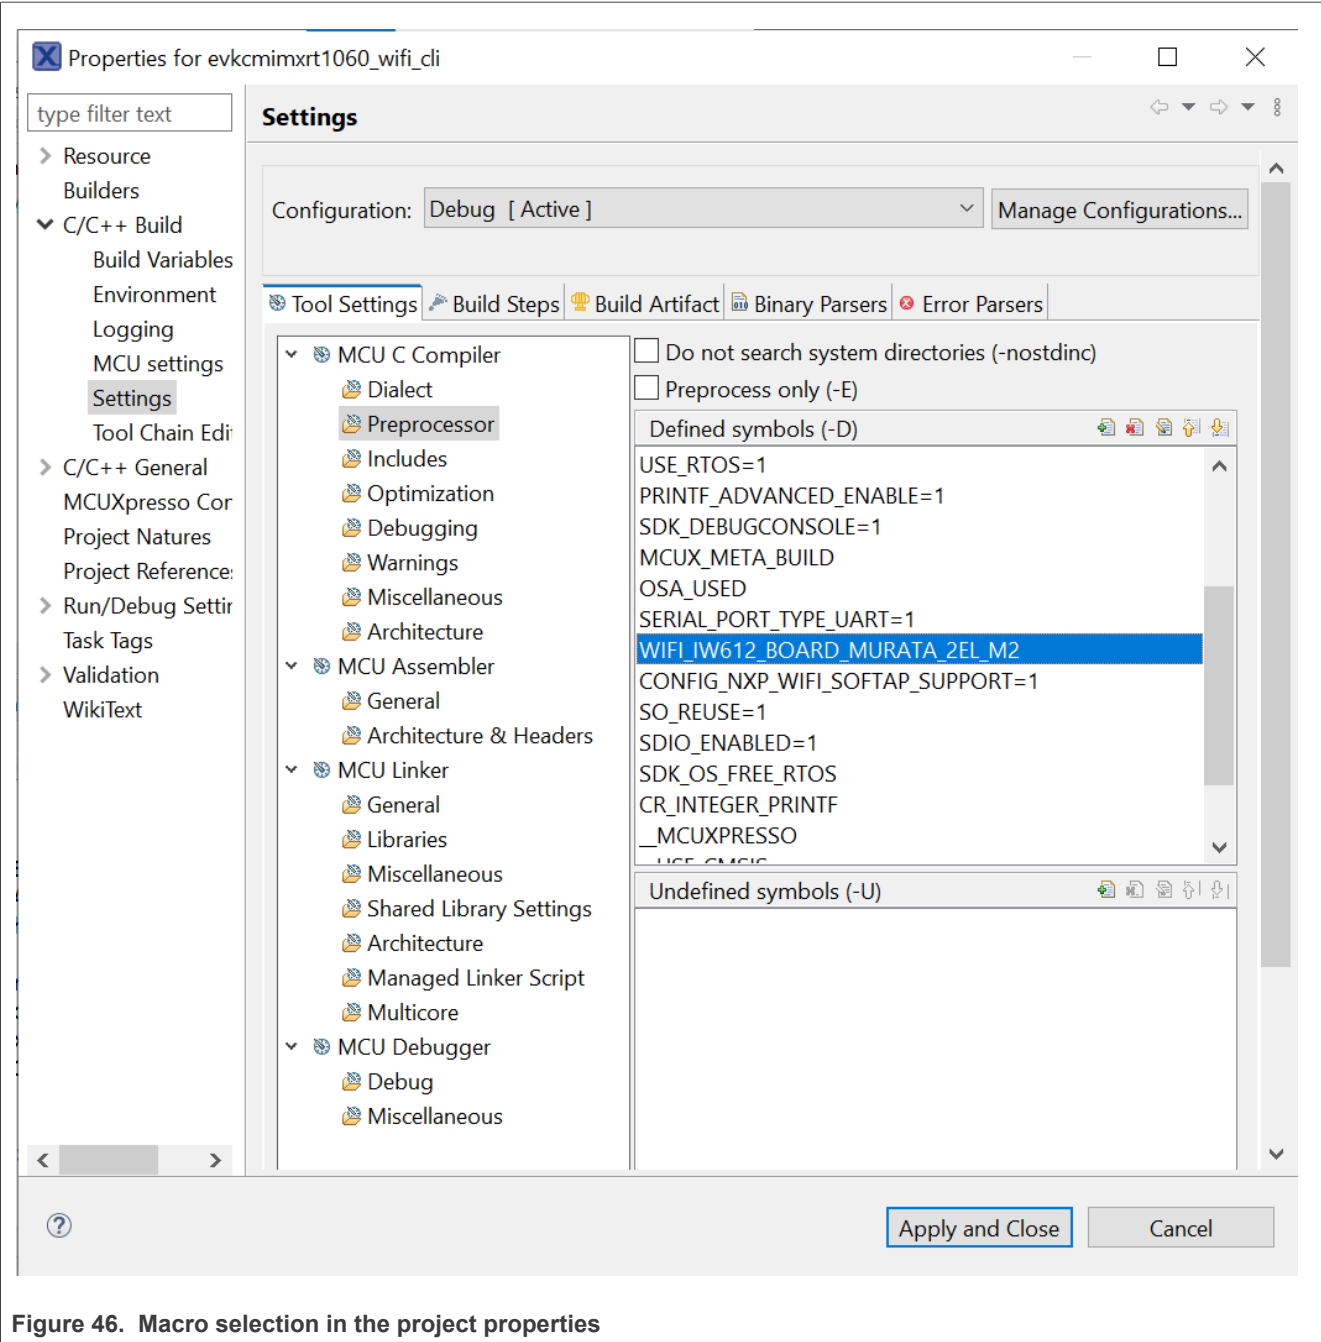 Properties for evkcmimxrt1060_wifi_cli
type filter text
Resource
Builders
C/C++ Build
Build Variables
Environment
Logging
MCU settings
Settings
Tool Chain Edi
C/C++ General
MCUXpresso Cor
Project Natures
Project Reference
Run/Debug Settir
Task Tags
Validation
WikiText
Settings
Configuration: Debug [ Active ] Manage Configurations...
Tool Settings Build Steps Build Artifact Binary Parsers Error Parsers
MCU C Compiler
Dialect
Preprocessor
Includes
Optimization
Debugging
Warnings
Miscellaneous
Architecture
MCU Assembler
General
Architecture & Headers
MCU Linker
General
Libraries
Miscellaneous
Shared Library Settings
Architecture
Managed Linker Script
Multicore
MCU Debugger
Debug
Miscellaneous
Do not search system directories (-nostdinc)
Preprocess only (-E)
Defined symbols (-D)
USE_RTOS=1
PRINTF_ADVANCED_ENABLE=1
SDK_DEBUGCONSOLE=1
MCUX_META_BUILD
OSA_USED
SERIAL_PORT_TYPE_UART=1
WIFI_IW612_BOARD_MURATA_2EL_M2
CONFIG_NXP_WIFI_SOFTAP_SUPPORT=1
SO_REUSE=1
SDIO_ENABLED=1
SDK_OS_FREE_RTOS
CR_INTEGER_PRINTF
__MCUXPRESSO
__USE_CMSIS
Undefined symbols (-U)
Apply and Close Cancel
Figure 46. Macro selection in the project properties